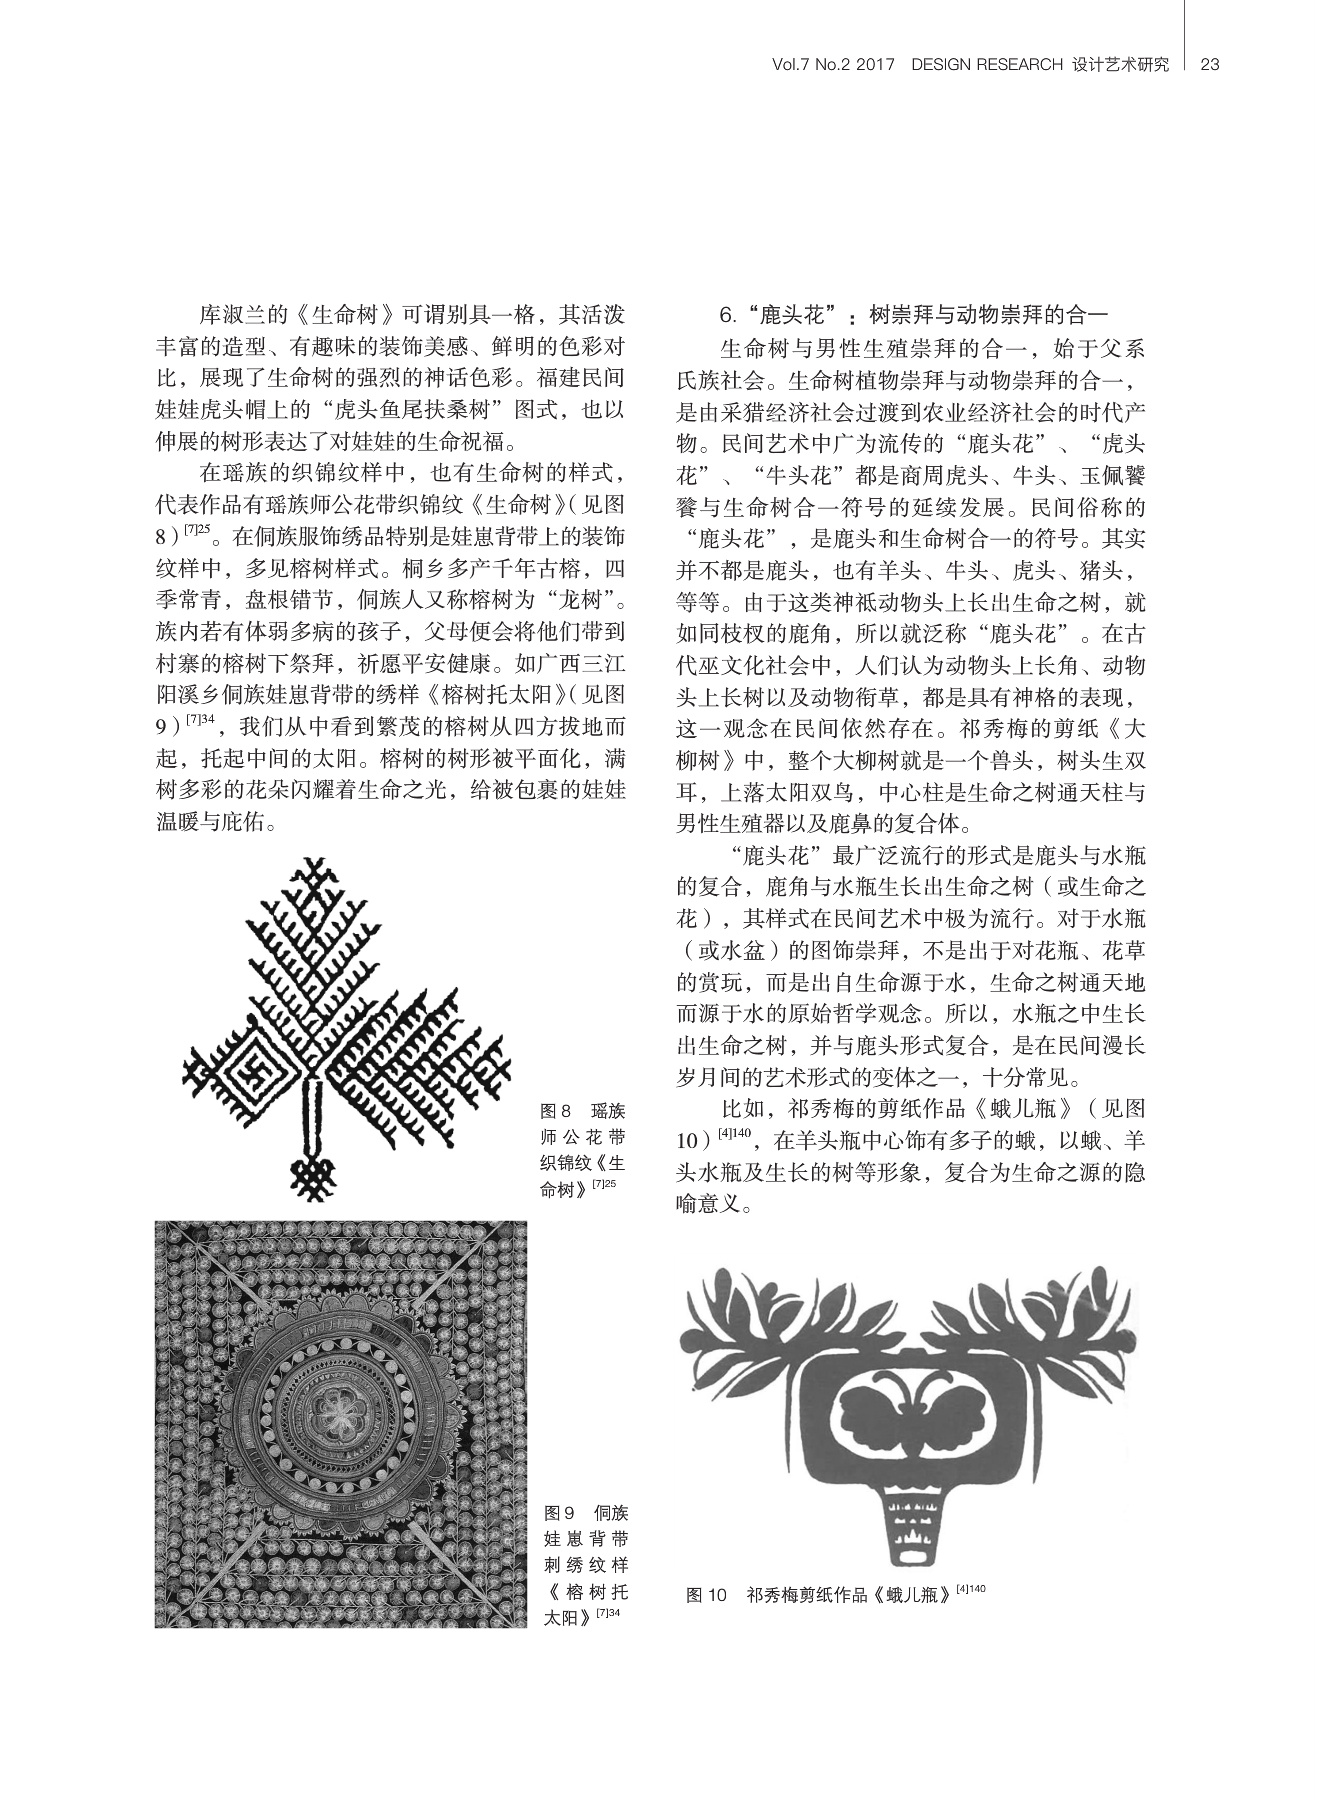 Vol.7 No.2 2017 DESIGN RESEARCH 设计艺术研究 23
库淑兰的《生命树》可谓别具一格，其活泼
丰富的造型、有趣味的装饰美感、鲜明的色彩对
比，展现了生命树的强烈的神话色彩。福建民间
娃娃虎头帽上的“虎头鱼尾扶桑树”图式，也以
伸展的树形表达了对娃娃的生命祝福。
在瑶族的织锦纹样中，也有生命树的样式，
代表作品有瑶族师公花带织锦纹《生命树》（见图
8）[7]25。在侗族服饰绣品特别是娃崽背带上的装饰
纹样中，多见榕树样式。桐乡多产千年古榕，四
季常青，盘根错节，侗族人又称榕树为“龙树”。
族内若有体弱多病的孩子，父母便会将他们带到
村寨的榕树下祭拜，祈愿平安健康。如广西三江
阳溪乡侗族娃崽背带的绣样《榕树托太阳》（见图
9）[7]34，我们从中看到繁茂的榕树从四方拔地而
起，托起中间的太阳。榕树的树形被平面化，满
树多彩的花朵闪耀着生命之光，给被包裹的娃娃
温暖与庇佑。
图 8 瑶族
师公花带
织锦纹《生
命树》[7]25
图 9 侗族
娃崽背带
刺绣纹样
《榕树托
太阳》[7]34
6. “鹿头花”：树崇拜与动物崇拜的合一
生命树与男性生殖崇拜的合一，始于父系
氏族社会。生命树植物崇拜与动物崇拜的合一，
是由采猎经济社会过渡到农业经济社会的时代产
物。民间艺术中广为流传的“鹿头花”、“虎头
花”、“牛头花”都是商周虎头、牛头、玉佩饕
餮与生命树合一符号的延续发展。民间俗称的
“鹿头花”，是鹿头和生命树合一的符号。其实
并不都是鹿头，也有羊头、牛头、虎头、猪头，
等等。由于这类神祇动物头上长出生命之树，就
如同枝杈的鹿角，所以就泛称“鹿头花”。在古
代巫文化社会中，人们认为动物头上长角、动物
头上长树以及动物衔草，都是具有神格的表现，
这一观念在民间依然存在。祁秀梅的剪纸《大
柳树》中，整个大柳树就是一个兽头，树头生双
耳，上落太阳双鸟，中心柱是生命之树通天柱与
男性生殖器以及鹿鼻的复合体。
“鹿头花”最广泛流行的形式是鹿头与水瓶
的复合，鹿角与水瓶生长出生命之树（或生命之
花），其样式在民间艺术中极为流行。对于水瓶
（或水盆）的图饰崇拜，不是出于对花瓶、花草
的赏玩，而是出自生命源于水，生命之树通天地
而源于水的原始哲学观念。所以，水瓶之中生长
出生命之树，并与鹿头形式复合，是在民间漫长
岁月间的艺术形式的变体之一，十分常见。
比如，祁秀梅的剪纸作品《蛾儿瓶》（见图
10）[4]140，在羊头瓶中心饰有多子的蛾，以蛾、羊
头水瓶及生长的树等形象，复合为生命之源的隐
喻意义。
图 10 祁秀梅剪纸作品《蛾儿瓶》[4]140